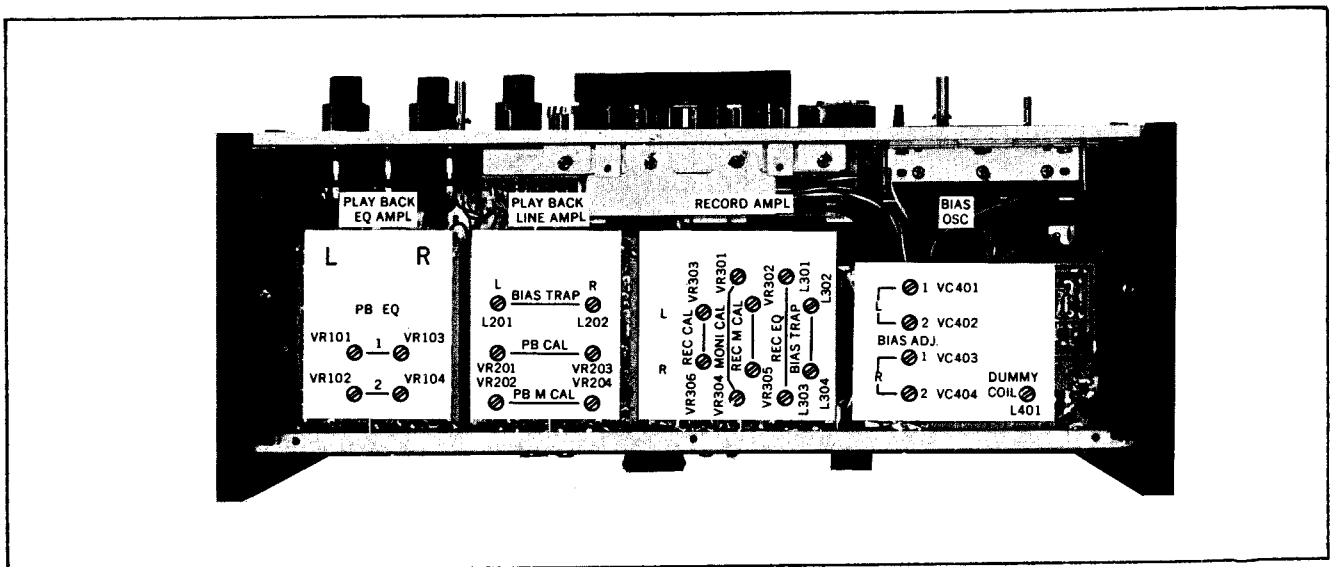 PLAY BACK
EQ AMPL
PLAY BACK
LINE AMPL
RECORD AMPL
BIAS
OSC
L R
PB EQ
VR101 1 VR103
VR102 2 VR104
L R
BIAS TRAP
L201 L202
PB CAL
VR201 VR203
VR202 VR204
PB M CAL
L
R
VR303
REC CAL
VR306
VR301
MONI CAL
VR304
REC M CAL
VR302
REC EQ
VR305
L301
BIAS TRAP
L303
L302
L304
1 VC401
L
2 VC402
BIAS ADJ.
1 VC403
R
2 VC404
DUMMY
COIL
L401